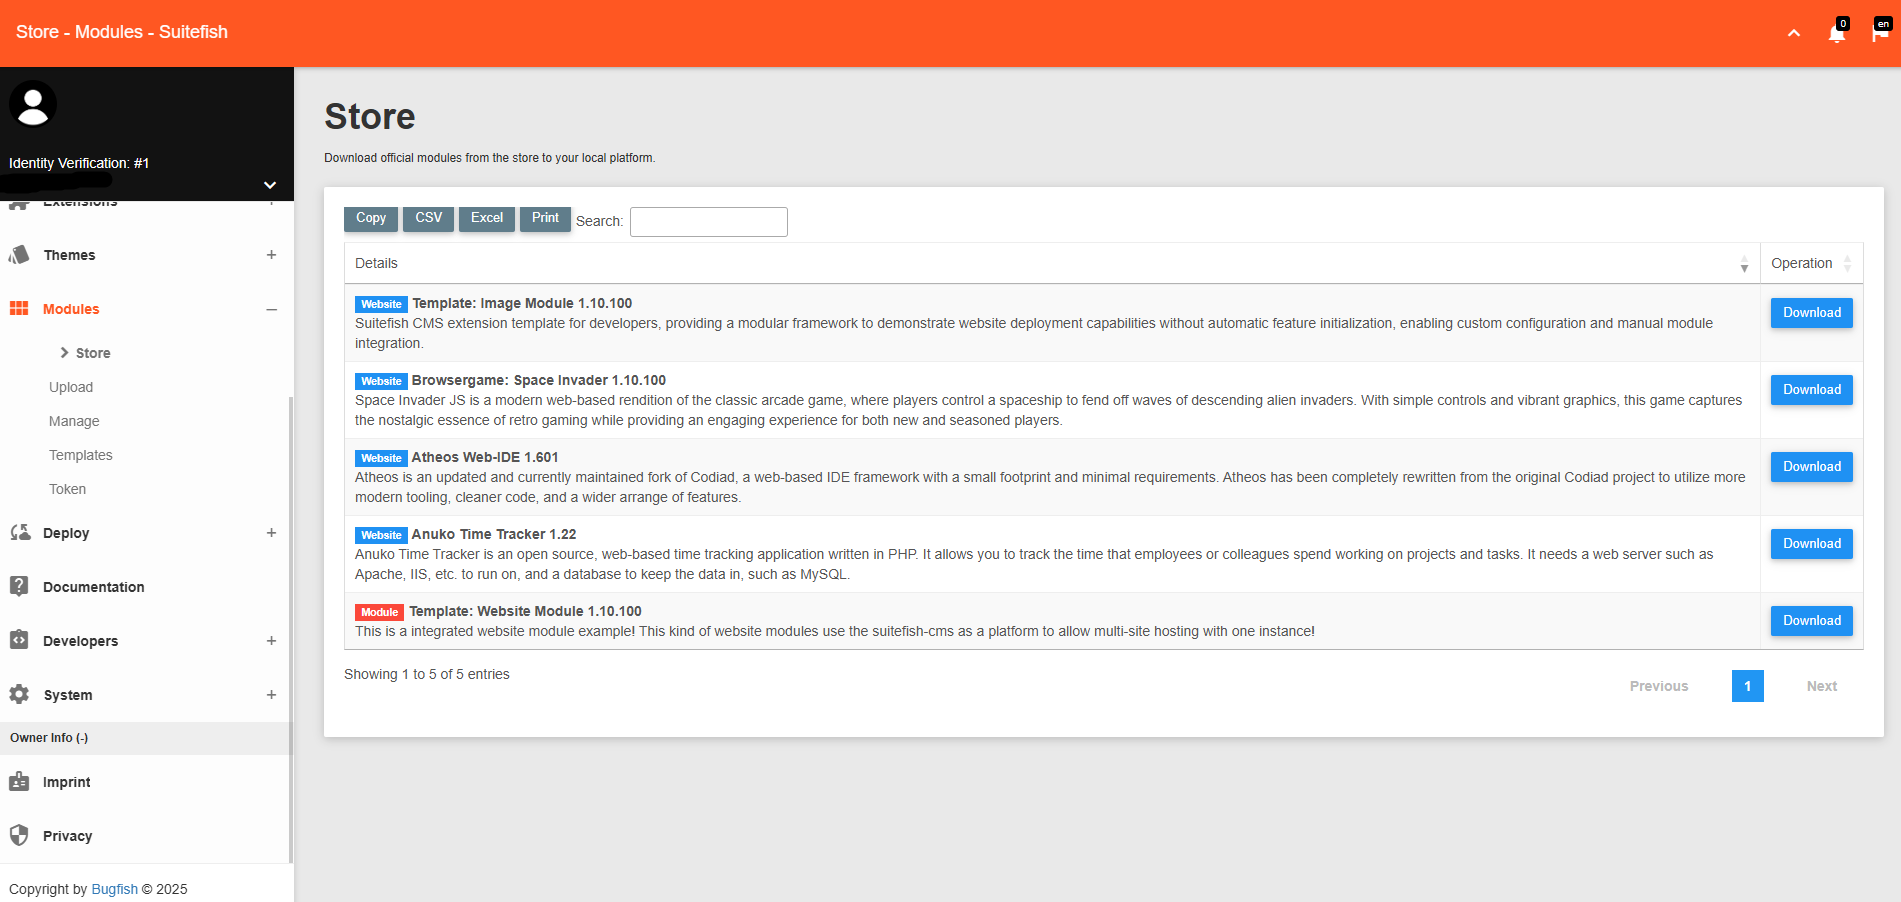 Store - Modules - Suitefish
0
en
Identity Verification: #1
Extensions
Themes
Modules
Store
Upload
Manage
Templates
Token
Deploy
Documentation
Developers
System
Owner Info (-)
Imprint
Privacy
Copyright by Bugfish © 2025
Store
Download official modules from the store to your local platform.
Copy CSV Excel Print Search:
Details Operation
Website Template: Image Module 1.10.100
Suitefish CMS extension template for developers, providing a modular framework to demonstrate website deployment capabilities without automatic feature initialization, enabling custom configuration and manual module
integration.
Download
Website Browsergame: Space Invader 1.10.100
Space Invader JS is a modern web-based rendition of the classic arcade game, where players control a spaceship to fend off waves of descending alien invaders. With simple controls and vibrant graphics, this game captures
the nostalgic essence of retro gaming while providing an engaging experience for both new and seasoned players.
Download
Website Atheos Web-IDE 1.601
Atheos is an updated and currently maintained fork of Codiad, a web-based IDE framework with a small footprint and minimal requirements. Atheos has been completely rewritten from the original Codiad project to utilize more
modern tooling, cleaner code, and a wider arrange of features.
Download
Website Anuko Time Tracker 1.22
Anuko Time Tracker is an open source, web-based time tracking application written in PHP. It allows you to track the time that employees or colleagues spend working on projects and tasks. It needs a web server such as
Apache, IIS, etc. to run on, and a database to keep the data in, such as MySQL.
Download
Module Template: Website Module 1.10.100
This is a integrated website module example! This kind of website modules use the suitefish-cms as a platform to allow multi-site hosting with one instance!
Download
Showing 1 to 5 of 5 entries
Previous 1 Next